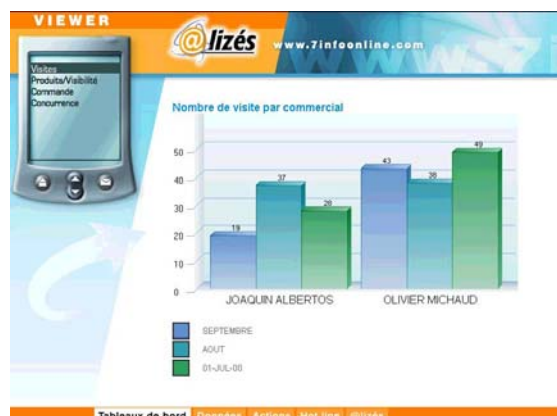 VIEWER
@lizés
www.7infoonline.com
Visites
Produits/Visibilité
Commande
Concurrence
Nombre de visite par commercial
50
40
30
20
10
0
19
37
28
43
38
49
JOAQUIN ALBERTOS
OLIVIER MICHAUD
SEPTEMBRE
AOUT
01-JUL-00
Tableaux de bord
Données
Actions
Hot line
@lizés